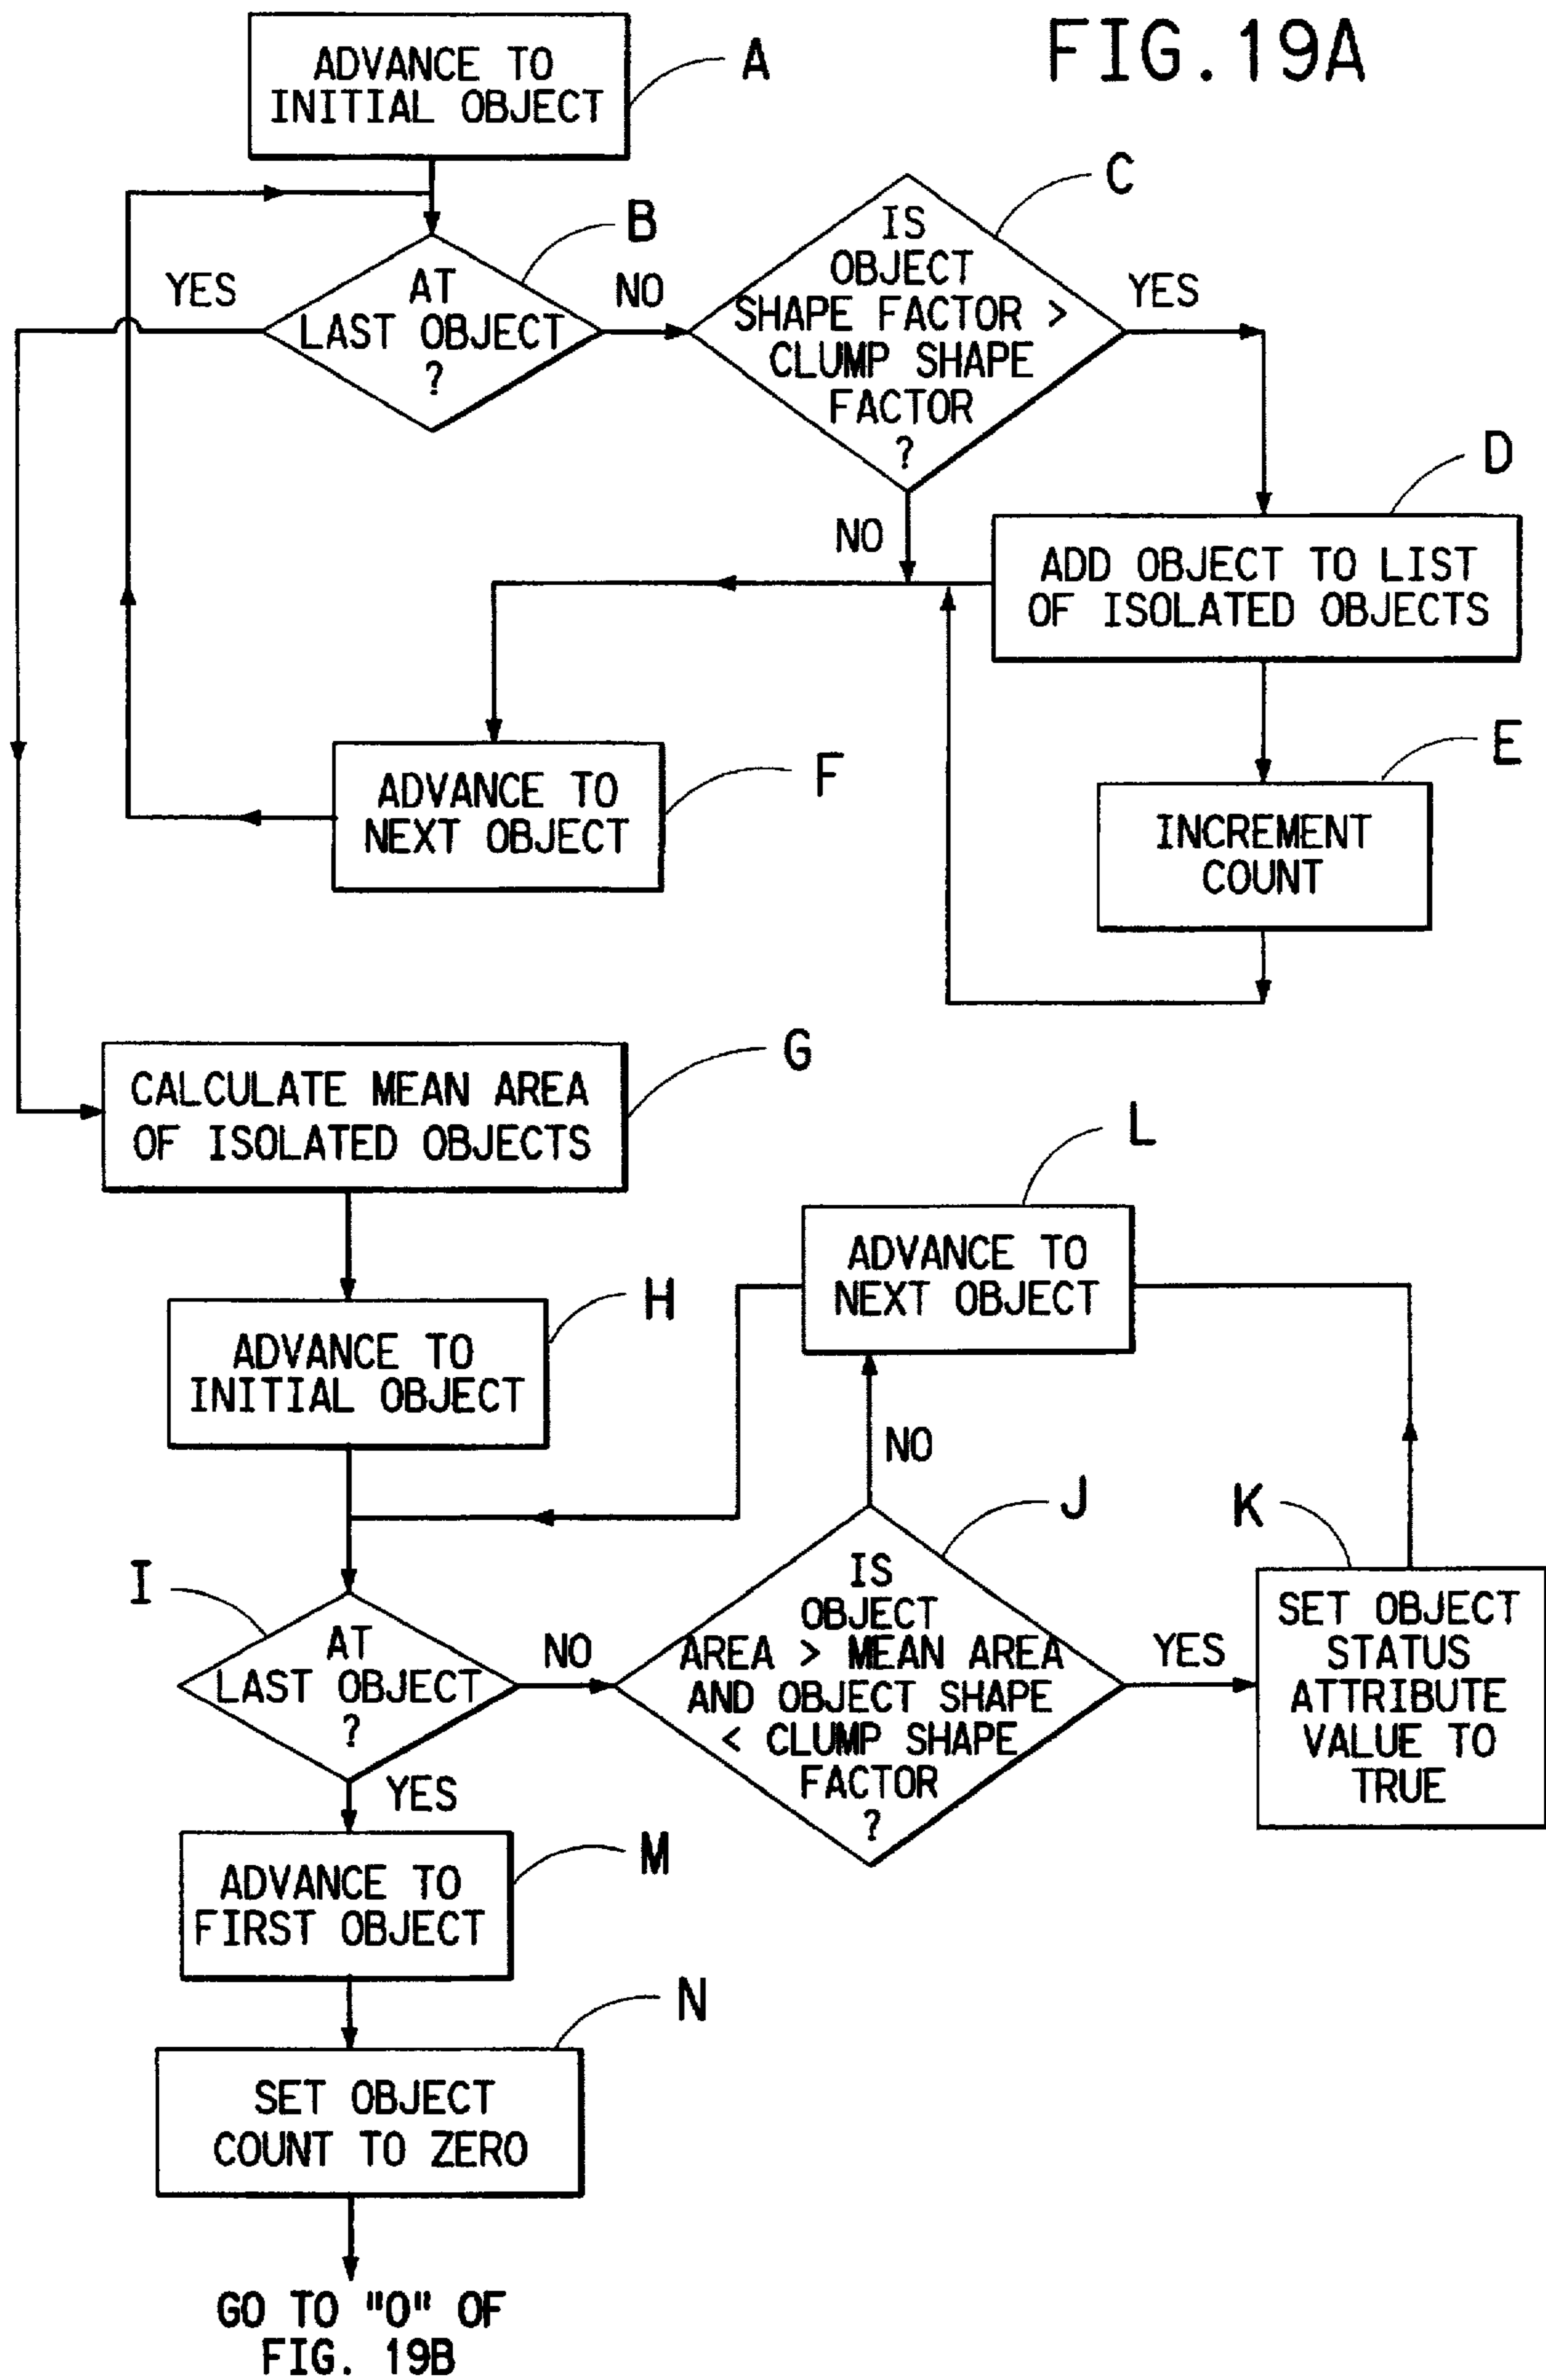 FIG.19A
ADVANCE TO
INITIAL OBJECT
A
B
AT
LAST OBJECT
?
YES
NO
C
IS
OBJECT
SHAPE FACTOR >
CLUMP SHAPE
FACTOR
?
YES
NO
D
ADD OBJECT TO LIST
OF ISOLATED OBJECTS
E
INCREMENT
COUNT
F
ADVANCE TO
NEXT OBJECT
G
CALCULATE MEAN AREA
OF ISOLATED OBJECTS
H
ADVANCE TO
INITIAL OBJECT
L
ADVANCE TO
NEXT OBJECT
I
AT
LAST OBJECT
?
NO
YES
J
IS
OBJECT
AREA > MEAN AREA
AND OBJECT SHAPE
< CLUMP SHAPE
FACTOR
?
NO
YES
K
SET OBJECT
STATUS
ATTRIBUTE
VALUE TO
TRUE
M
ADVANCE TO
FIRST OBJECT
N
SET OBJECT
COUNT TO ZERO
GO TO "O" OF
FIG. 19B